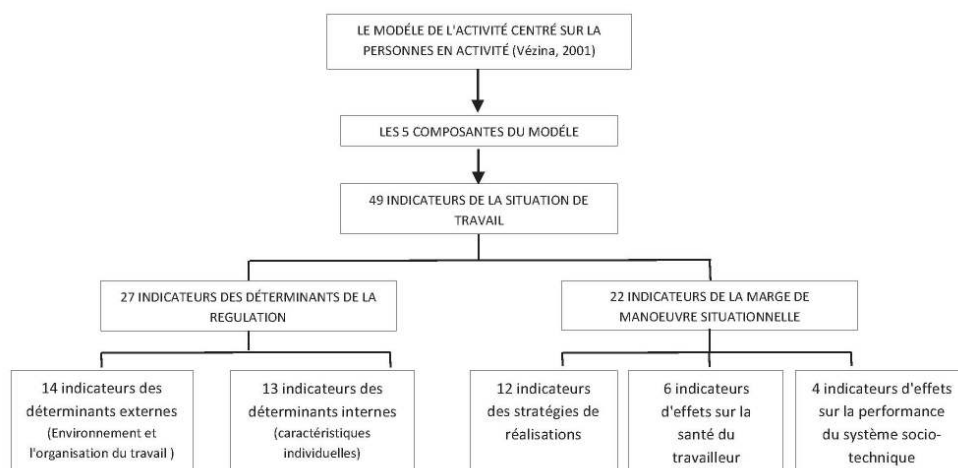 LE MODÉLE DE L'ACTIVITÉ CENTRÉ SUR LA
PERSONNES EN ACTIVITÉ (Vézina, 2001)
LES 5 COMPOSANTES DU MODÉLE
49 INDICATEURS DE LA SITUATION DE
TRAVAIL
27 INDICATEURS DES DÉTERMINANTS DE LA
REGULATION
22 INDICATEURS DE LA MARGE DE
MANOEUVRE SITUATIONNELLE
14 indicateurs des
déterminants externes
(Environnement et
l'organisation du travail )
13 indicateurs des
déterminants internes
(caractéristiques
individuelles)
12 indicateurs
des stratégies de
réalisations
6 indicateurs
d'effets sur la
santé du
travailleur
4 indicateurs d'effets
sur la performance
du système socio-
technique